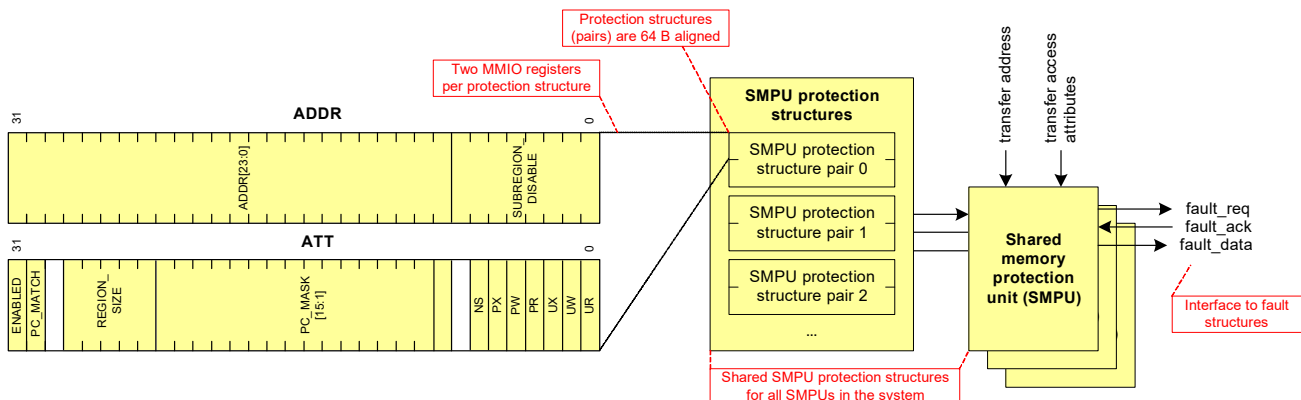 Protection structures
(pairs) are 64 B aligned
Two MMIO registers
per protection structure
31
ADDR
0
ADDR[23:0]
SUBREGION_
DISABLE
31
ATT
0
ENABLED
PC_MATCH
REGION_
SIZE
PC_MASK
[15:1]
NS
PX
PW
PR
UX
UW
UR
SMPU protection
structures
SMPU protection
structure pair 0
SMPU protection
structure pair 1
SMPU protection
structure pair 2
...
Shared SMPU protection structures
for all SMPUs in the system
transfer address
transfer access
attributes
Shared
memory
protection
unit (SMPU)
fault_req
fault_ack
fault_data
Interface to fault
structures